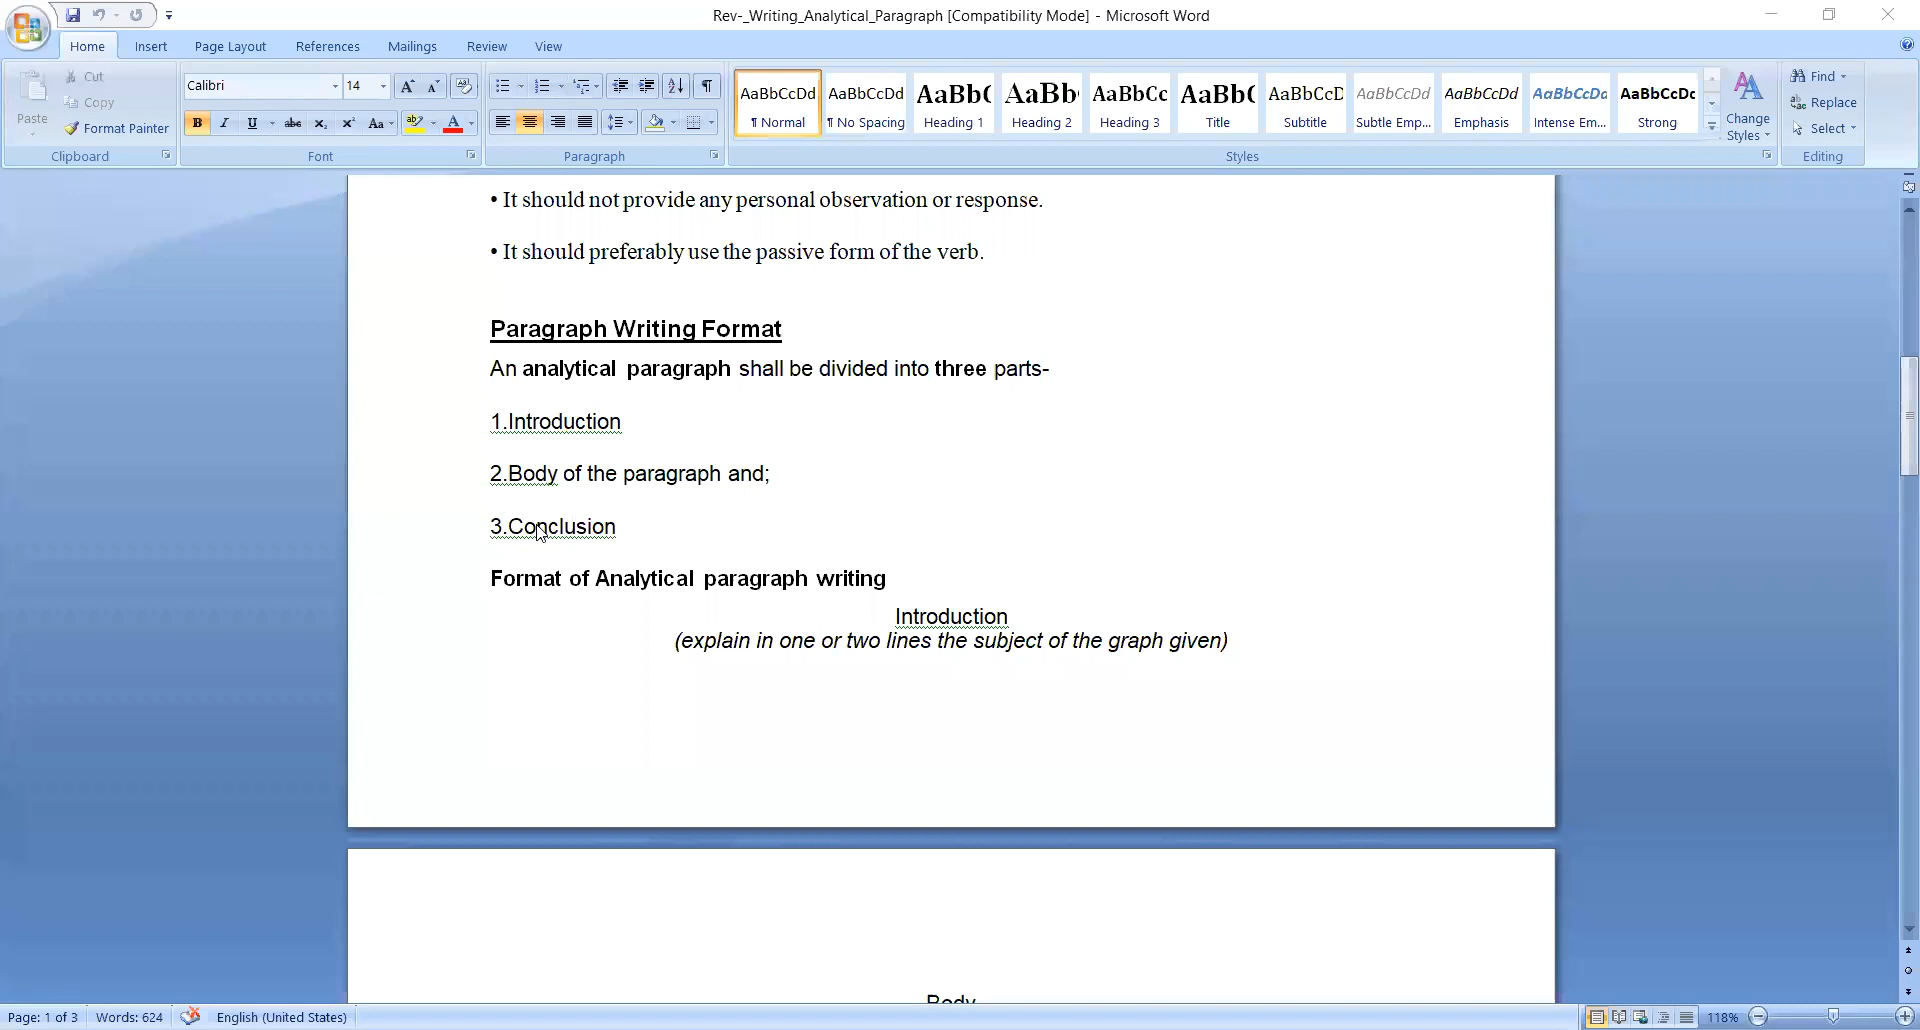 Rev-_Writing_Analytical_Paragraph [Compatibility Mode] - Microsoft Word
Home Insert Page Layout References Mailings Review View
Paste
Cut
Copy
Format Painter
Clipboard
Calibri 14
B I U abc X₂ X² Aa
Font
Paragraph
AaBbCcDd AaBbCcDd AaBb( AaBb( AaBbCc AaBb( AaBbCcD AaBbCcDd AaBbCcDd AaBbCcDd AaBbCcDc
¶ Normal ¶ No Spacing Heading 1 Heading 2 Heading 3 Title Subtitle Subtle Emp... Emphasis Intense Em... Strong
Styles
Change
Styles
Find
Replace
Select
Editing
• It should not provide any personal observation or response.
• It should preferably use the passive form of the verb.
Paragraph Writing Format
An analytical paragraph shall be divided into three parts-
1.Introduction
2.Body of the paragraph and;
3.Conclusion
Format of Analytical paragraph writing
Introduction
(explain in one or two lines the subject of the graph given)
Body
Page: 1 of 3 Words: 624 English (United States) 118%